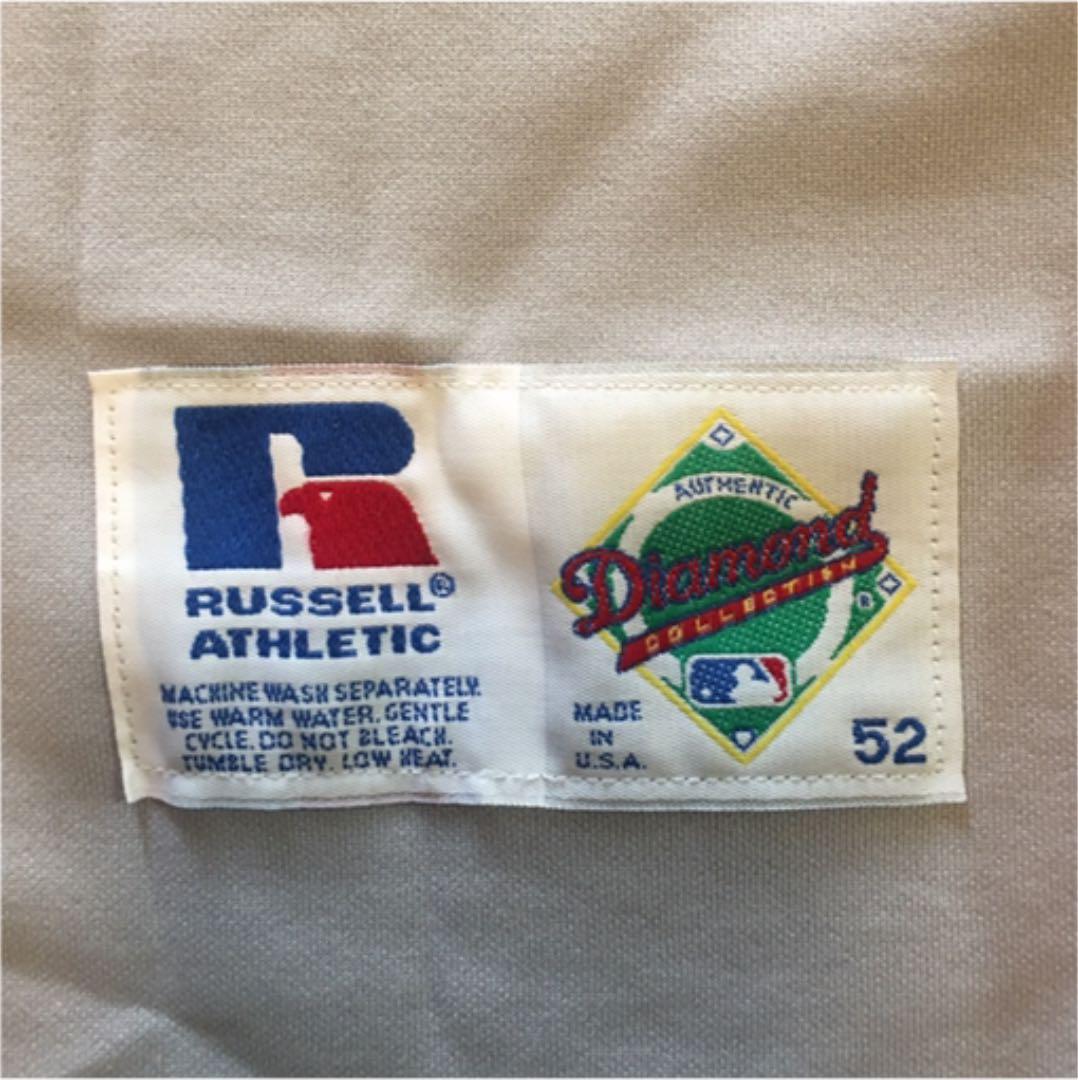 RUSSELL®
ATHLETIC
MACHINE WASH SEPARATELY.
USE WARM WATER. GENTLE
CYCLE. DO NOT BLEACH.
TUMBLE DRY. LOW HEAT.
AUTHENTIC
Diamond
COLLECTION
®
MADE
IN
U.S.A.
52